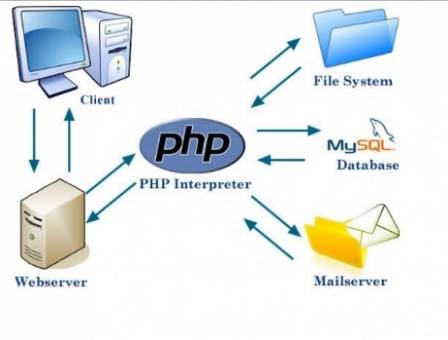 Client
File System
php
PHP Interpreter
MySQL
Database
Webserver
Mailserver